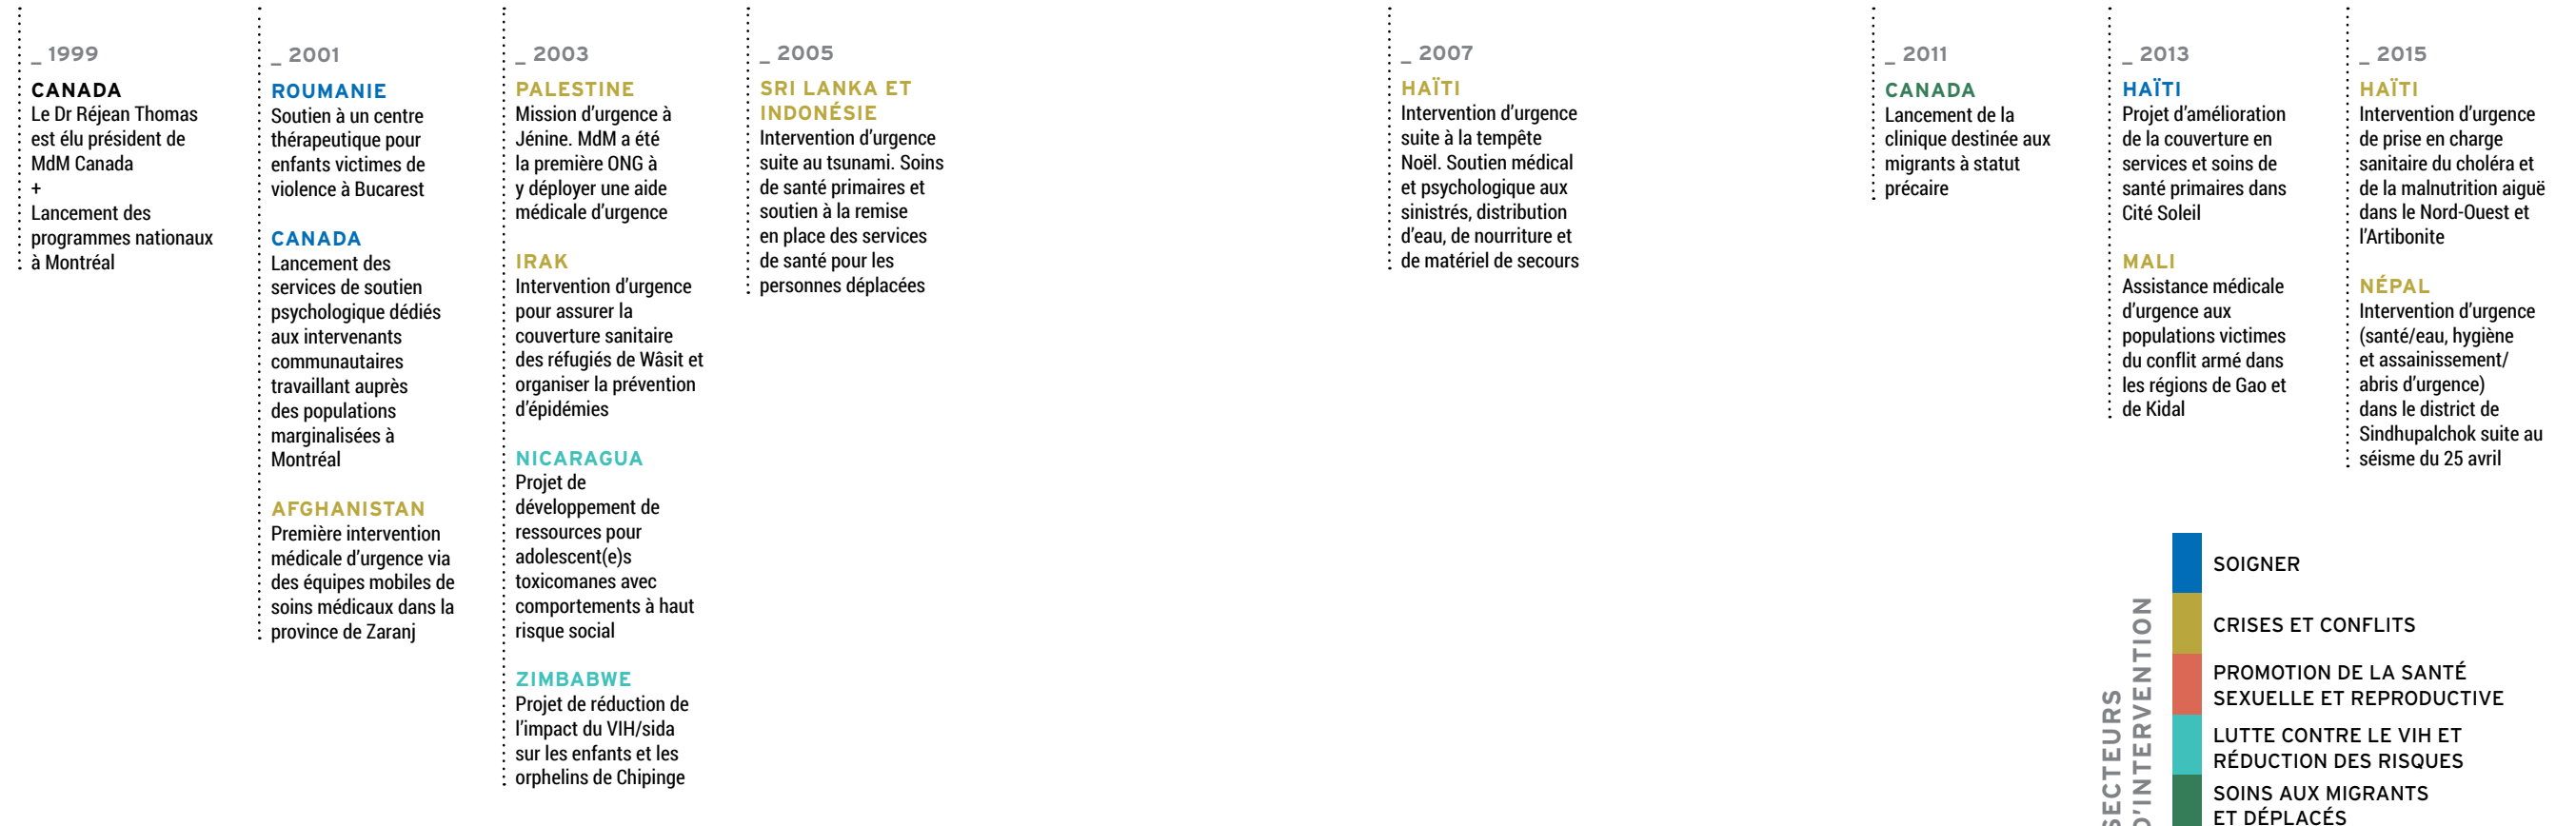 _ 1999
CANADA
Le Dr Réjean Thomas
est élu président de
MdM Canada
+
Lancement des
programmes nationaux
à Montréal
_ 2001
ROUMANIE
Soutien à un centre
thérapeutique pour
enfants victimes de
violence à Bucarest
CANADA
Lancement des
services de soutien
psychologique dédiés
aux intervenants
communautaires
travaillant auprès
des populations
marginalisées à
Montréal
AFGHANISTAN
Première intervention
médicale d'urgence via
des équipes mobiles de
soins médicaux dans la
province de Zaranj
_ 2003
PALESTINE
Mission d'urgence à
Jénine. MdM a été
la première ONG à
y déployer une aide
médicale d'urgence
IRAK
Intervention d'urgence
pour assurer la
couverture sanitaire
des réfugiés de Wâsit et
organiser la prévention
d'épidémies
NICARAGUA
Projet de
développement de
ressources pour
adolescent(e)s
toxicomanes avec
comportements à haut
risque social
ZIMBABWE
Projet de réduction de
l'impact du VIH/sida
sur les enfants et les
orphelins de Chipinge
_ 2005
SRI LANKA ET
INDONÉSIE
Intervention d'urgence
suite au tsunami. Soins
de santé primaires et
soutien à la remise
en place des services
de santé pour les
personnes déplacées
_ 2007
HAÏTI
Intervention d'urgence
suite à la tempête
Noël. Soutien médical
et psychologique aux
sinistrés, distribution
d'eau, de nourriture et
de matériel de secours
_ 2011
CANADA
Lancement de la
clinique destinée aux
migrants à statut
précaire
_ 2013
HAÏTI
Projet d'amélioration
de la couverture en
services et soins de
santé primaires dans
Cité Soleil
MALI
Assistance médicale
d'urgence aux
populations victimes
du conflit armé dans
les régions de Gao et
de Kidal
_ 2015
HAÏTI
Intervention d'urgence
de prise en charge
sanitaire du choléra et
de la malnutrition aiguë
dans le Nord-Ouest et
l'Artibonite
NÉPAL
Intervention d'urgence
(santé/eau, hygiène
et assainissement/
abris d'urgence)
dans le district de
Sindhupalchok suite au
séisme du 25 avril
SECTEURS
D'INTERVENTION
SOIGNER
CRISES ET CONFLITS
PROMOTION DE LA SANTÉ
SEXUELLE ET REPRODUCTIVE
LUTTE CONTRE LE VIH ET
RÉDUCTION DES RISQUES
SOINS AUX MIGRANTS
ET DÉPLACÉS